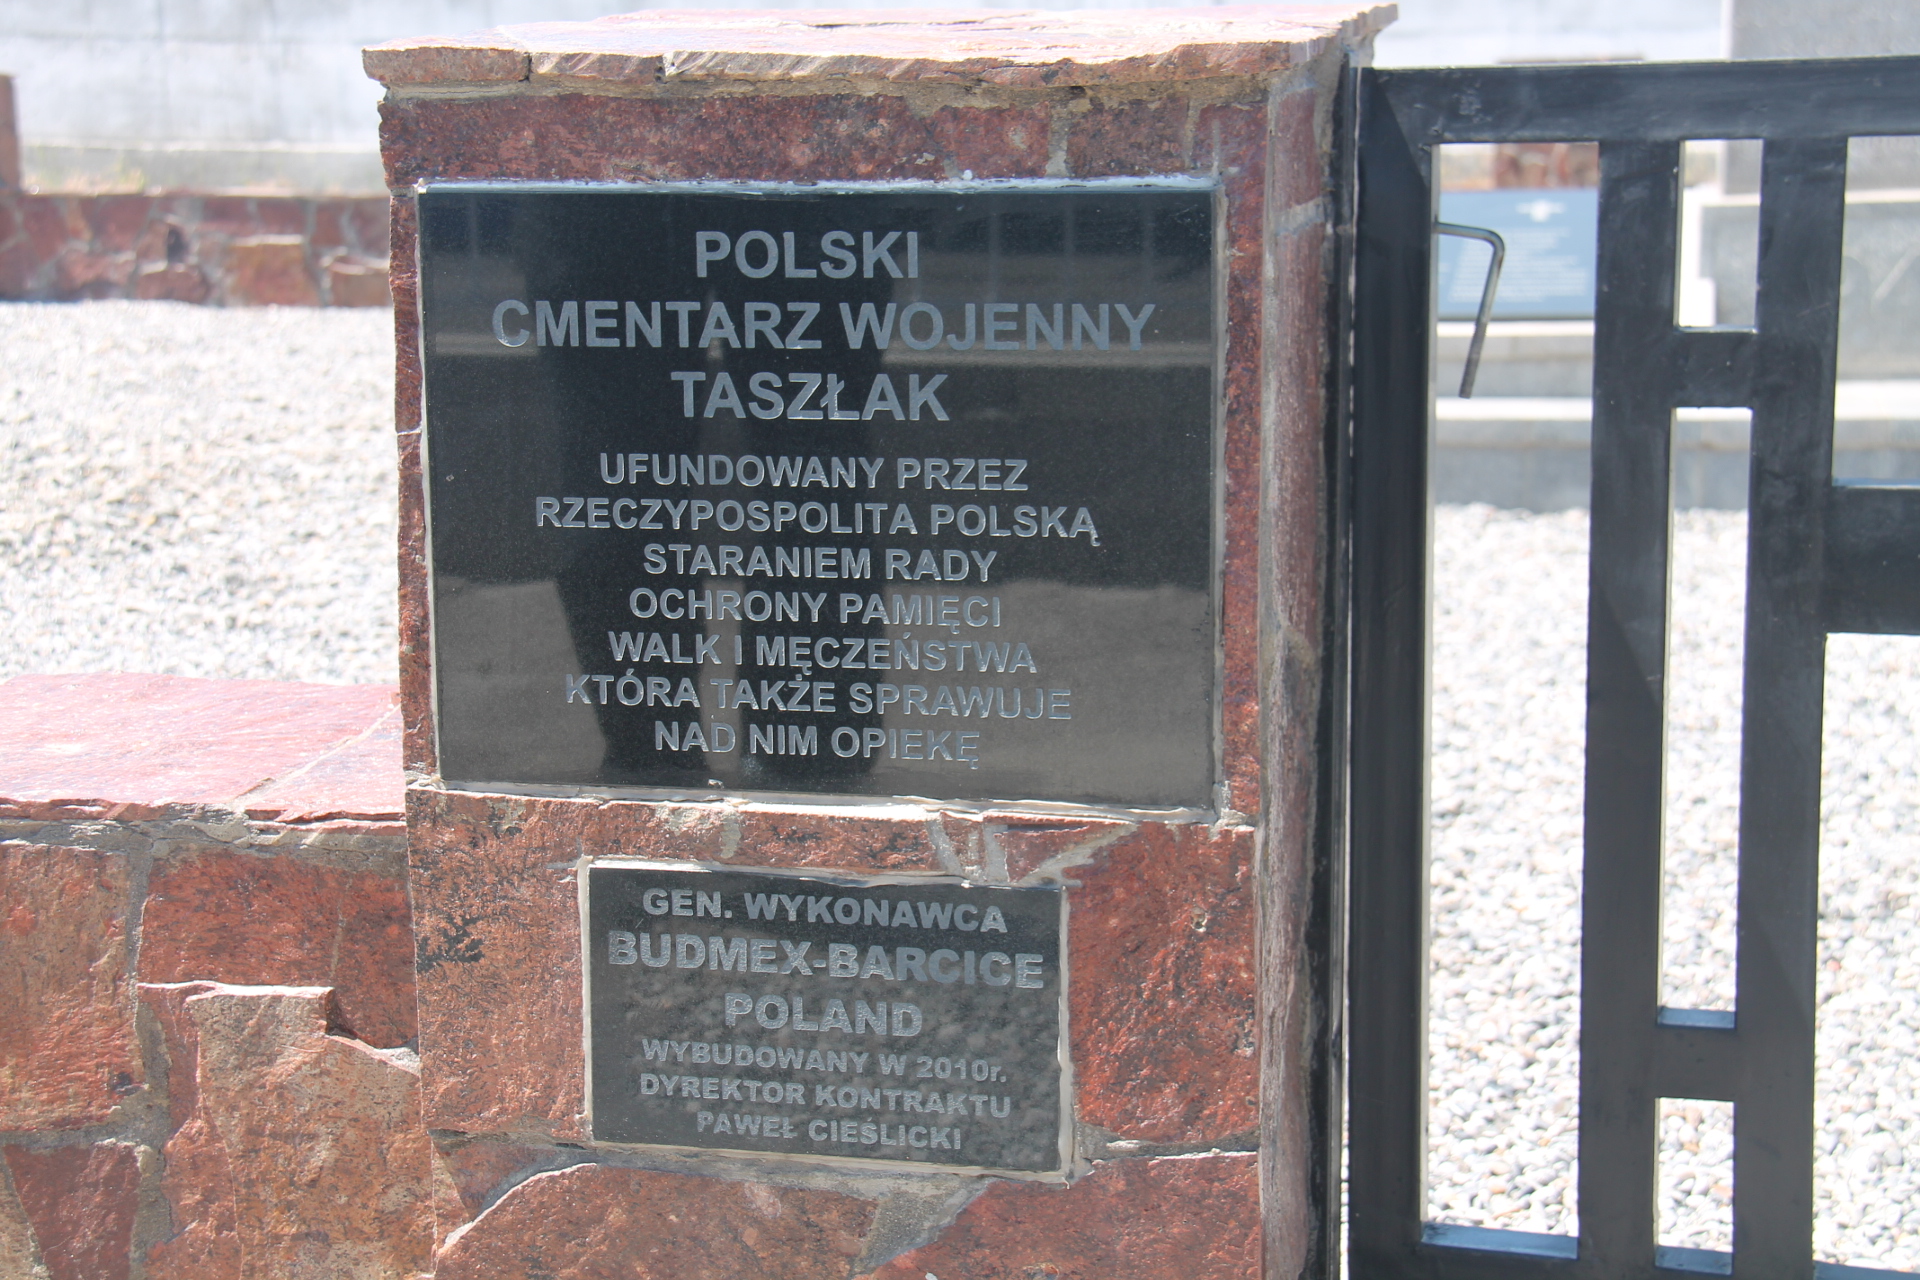 POLSKI
CMENTARZ WOJENNY
TASZŁAK
UFUNDOWANY PRZEZ
RZECZYPOSPOLITA POLSKĄ
STARANIEM RADY
OCHRONY PAMIĘCI
WALK I MĘCZEŃSTWA
KTÓRA TAKŻE SPRAWUJE
NAD NIM OPIEKĘ
GEN. WYKONAWCA
BUDMEX-BARCICE
POLAND
WYBUDOWANY W 2010r.
DYREKTOR KONTRAKTU
PAWEŁ CIEŚLICKI